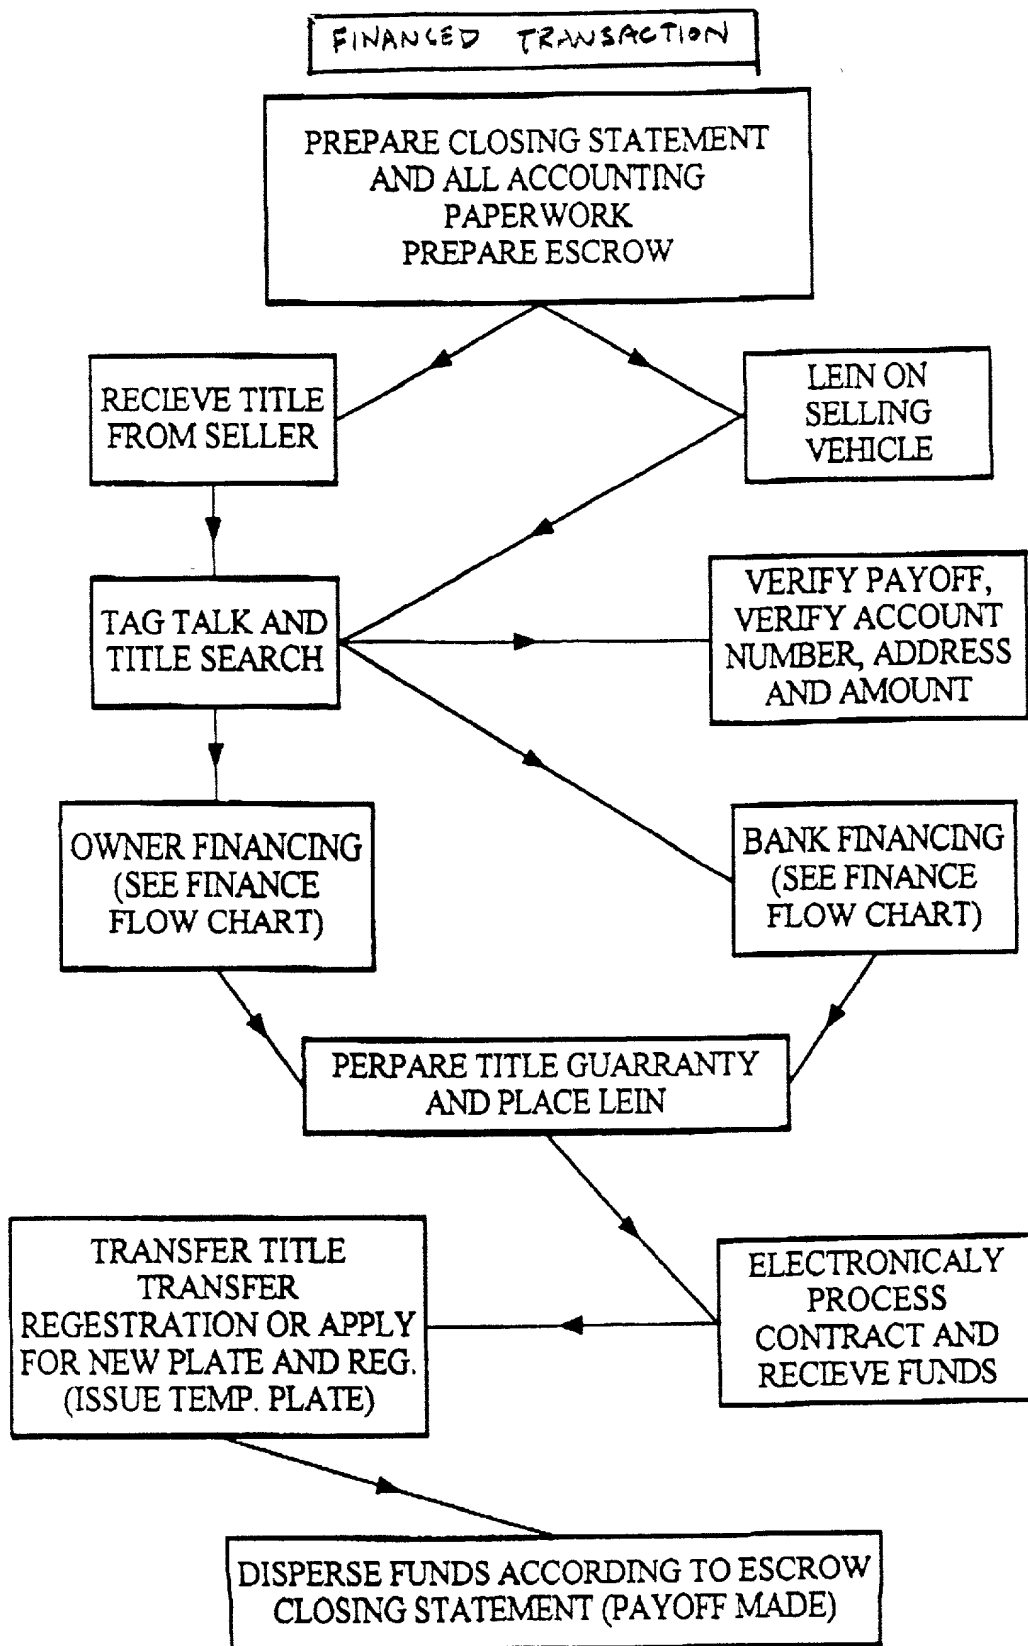 FINANCED TRANSACTION
PREPARE CLOSING STATEMENT
AND ALL ACCOUNTING
PAPERWORK
PREPARE ESCROW
RECIEVE TITLE
FROM SELLER
LEIN ON
SELLING
VEHICLE
TAG TALK AND
TITLE SEARCH
VERIFY PAYOFF,
VERIFY ACCOUNT
NUMBER, ADDRESS
AND AMOUNT
OWNER FINANCING
(SEE FINANCE
FLOW CHART)
BANK FINANCING
(SEE FINANCE
FLOW CHART)
PERPARE TITLE GUARRANTY
AND PLACE LEIN
TRANSFER TITLE
TRANSFER
REGESTRATION OR APPLY
FOR NEW PLATE AND REG.
(ISSUE TEMP. PLATE)
ELECTRONICALY
PROCESS
CONTRACT AND
RECIEVE FUNDS
DISPERSE FUNDS ACCORDING TO ESCROW
CLOSING STATEMENT (PAYOFF MADE)